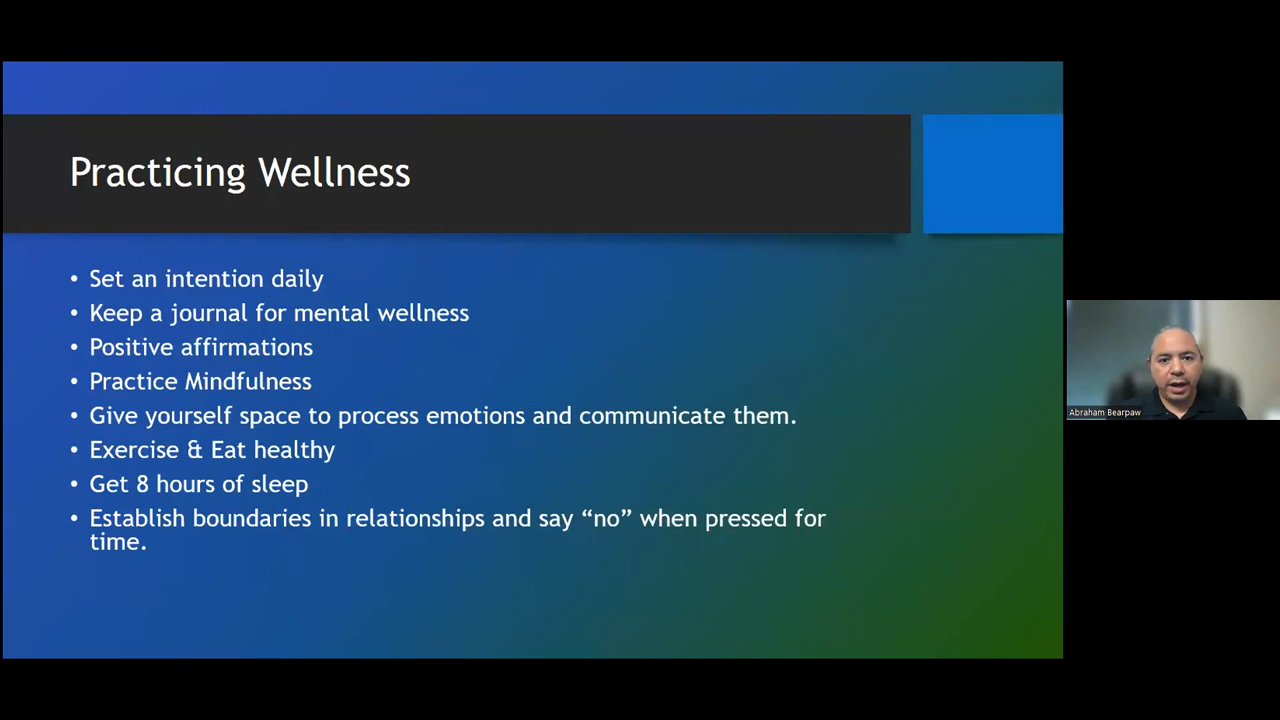 Practicing Wellness
• Set an intention daily
• Keep a journal for mental wellness
• Positive affirmations
• Practice Mindfulness
• Give yourself space to process emotions and communicate them.
• Exercise & Eat healthy
• Get 8 hours of sleep
• Establish boundaries in relationships and say “no” when pressed for
time.
Abraham Bearpaw